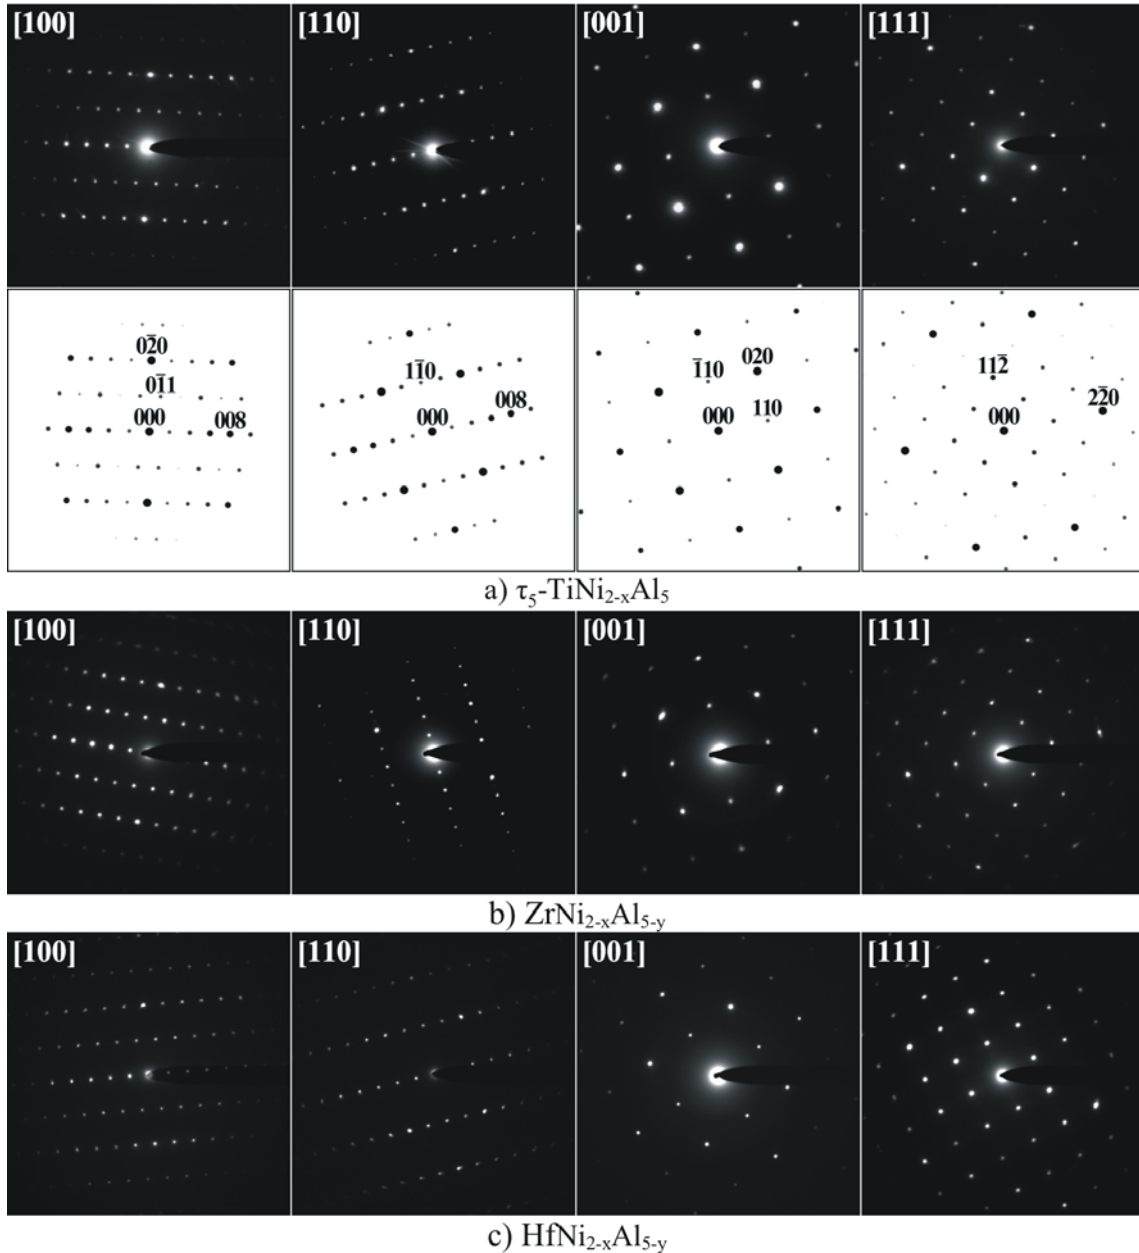 [100] [110] [001] [111]
02̄0 1̄10 020 112̄
01̄1 11̄0 110 22̄0
000 008 000 008 000 000
a) τ₅-TiNi₂₋ₓAl₅
[100] [110] [001] [111]
b) ZrNi₂₋ₓAl₅₋ᵧ
[100] [110] [001] [111]
c) HfNi₂₋ₓAl₅₋ᵧ